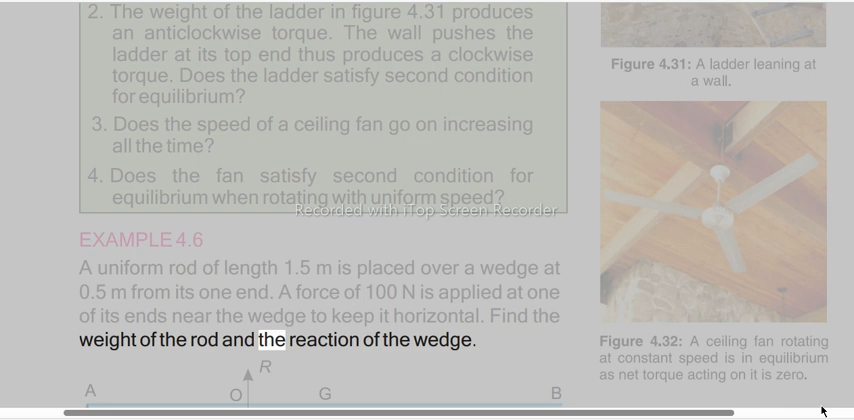 2. The weight of the ladder in figure 4.31 produces
an anticlockwise torque. The wall pushes the
ladder at its top end thus produces a clockwise
torque. Does the ladder satisfy second condition
for equilibrium?
3. Does the speed of a ceiling fan go on increasing
all the time?
4. Does the fan satisfy second condition for
equilibrium when rotating with uniform speed?
Recorded with iTop Screen Recorder
EXAMPLE 4.6
A uniform rod of length 1.5 m is placed over a wedge at
0.5 m from its one end. A force of 100 N is applied at one
of its ends near the wedge to keep it horizontal. Find the
weight of the rod and the reaction of the wedge.
R
A
O
G
B
Figure 4.31: A ladder leaning at
a wall.
Figure 4.32: A ceiling fan rotating
at constant speed is in equilibrium
as net torque acting on it is zero.